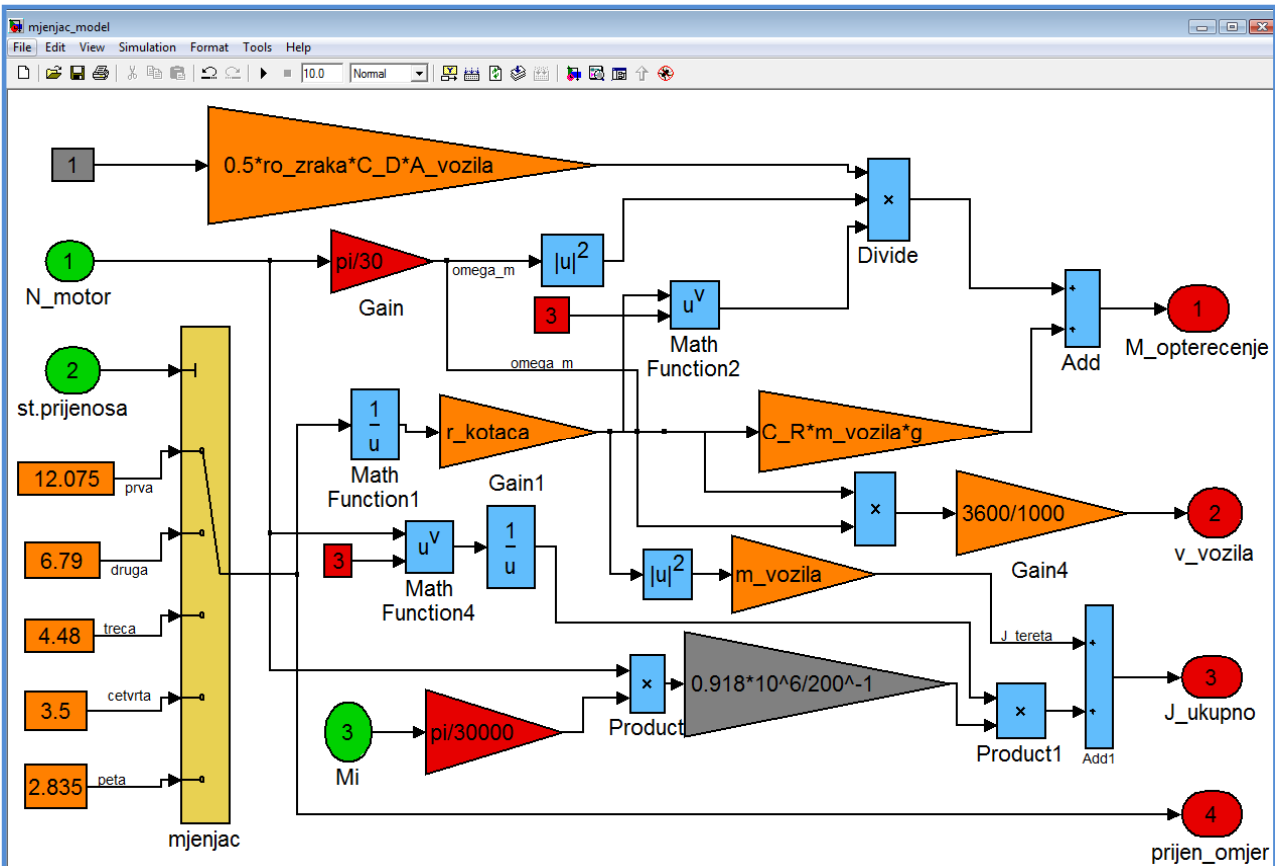 mjenjac_model
File Edit View Simulation Format Tools Help
10.0 Normal
1
0.5*ro_zraka*C_D*A_vozila
×
Divide
1
N_motor
pi/30
Gain
omega_m
|u|²
3
u^v
Math
Function2
+
+
Add
1
M_opterecenje
2
st.prijenosa
omega_m
1
u
Math
Function1
r_kotaca
Gain1
C_R*m_vozila*g
12.075
prva
6.79
druga
4.48
treca
3.5
cetvrta
2.835
peta
mjenjac
3
u^v
Math
Function4
1
u
×
3600/1000
Gain4
2
v_vozila
|u|²
m_vozila
J_tereta
3
Mi
pi/30000
×
Product
0.918*10^6/200^-1
×
Product1
+
+
Add1
3
J_ukupno
4
prijen_omjer